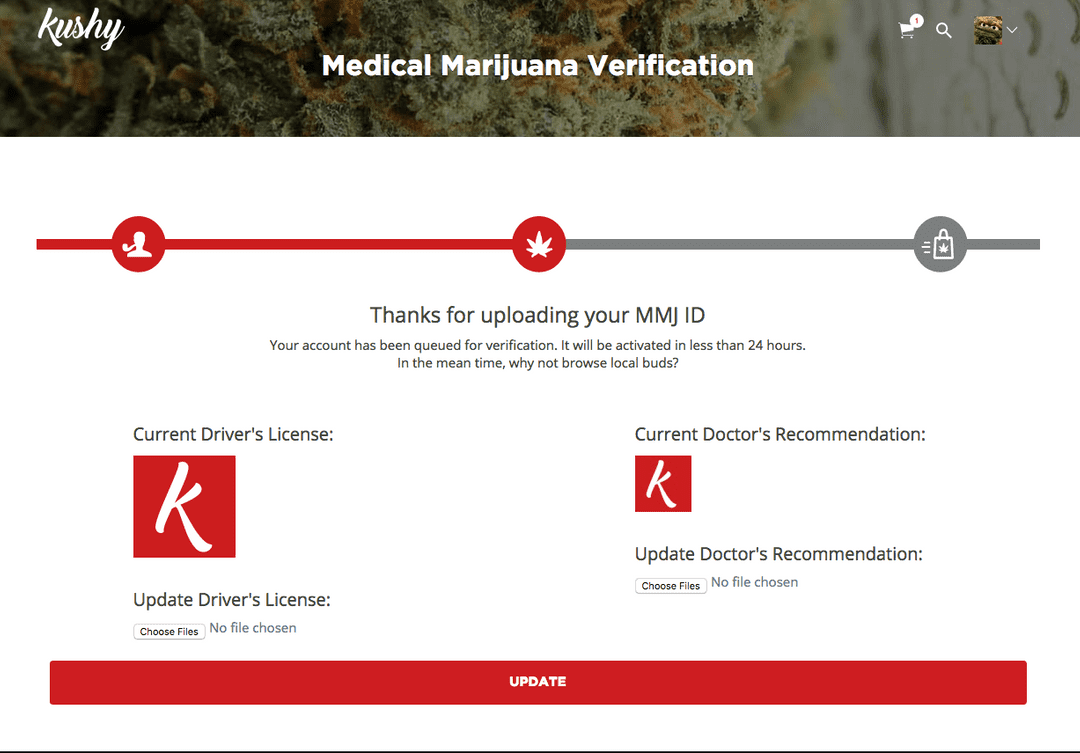 kushy
1
Medical Marijuana Verification
Thanks for uploading your MMJ ID
Your account has been queued for verification. It will be activated in less than 24 hours.
In the mean time, why not browse local buds?
Current Driver's License:
k
Update Driver's License:
Choose Files No file chosen
Current Doctor's Recommendation:
k
Update Doctor's Recommendation:
Choose Files No file chosen
UPDATE